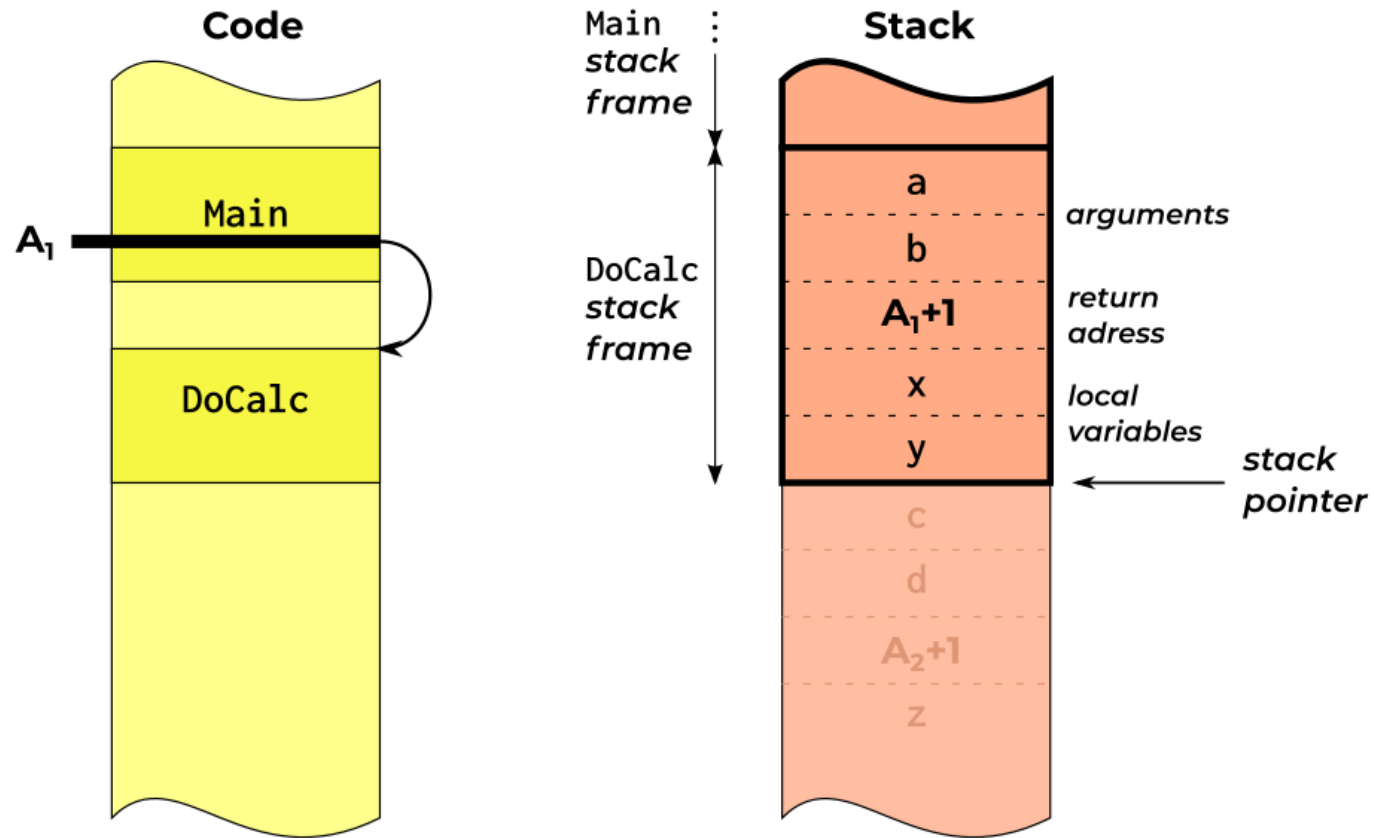 Code
Main
A₁
DoCalc
Main
stack
frame
⋮
DoCalc
stack
frame
Stack
a
b
A₁+1
x
y
c
d
A₂+1
z
arguments
return
adress
local
variables
stack
pointer